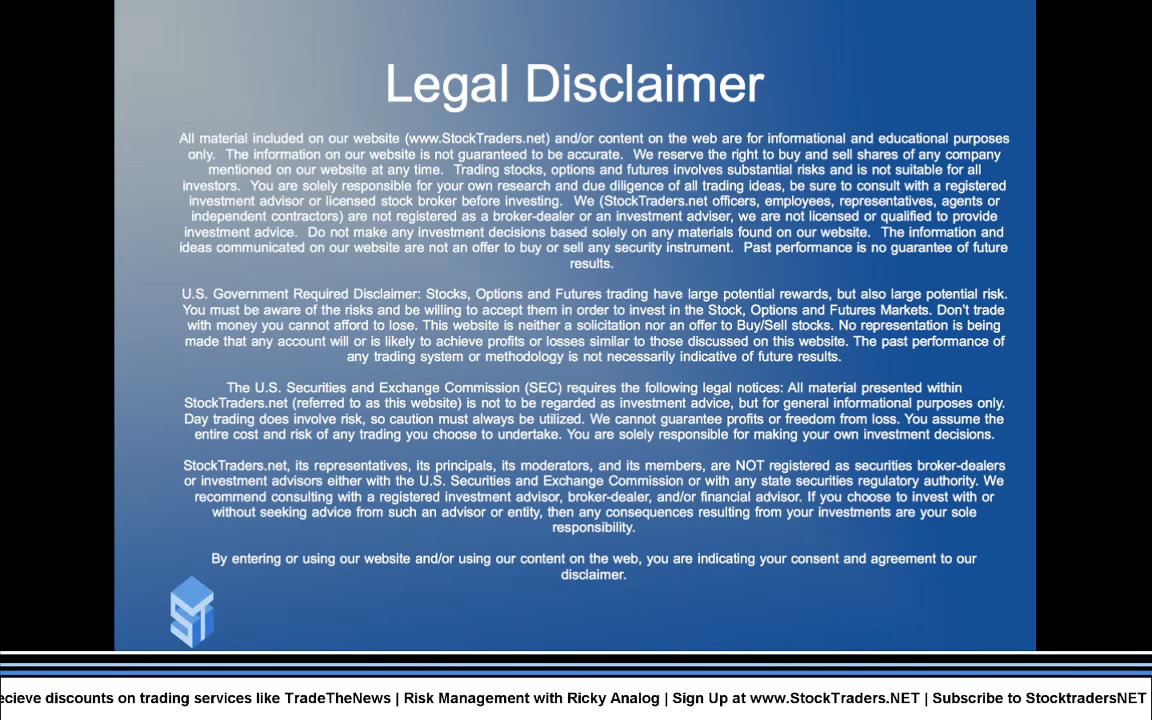 Legal Disclaimer
All material included on our website (www.StockTraders.net) and/or content on the web are for informational and educational purposes
only.  The information on our website is not guaranteed to be accurate.  We reserve the right to buy and sell shares of any company
mentioned on our website at any time.  Trading stocks, options and futures involves substantial risks and is not suitable for all
investors.  You are solely responsible for your own research and due diligence of all trading ideas, be sure to consult with a registered
investment advisor or licensed stock broker before investing.  We (StockTraders.net officers, employees, representatives, agents or
independent contractors) are not registered as a broker-dealer or an investment adviser, we are not licensed or qualified to provide
investment advice.  Do not make any investment decisions based solely on any materials found on our website.  The information and
ideas communicated on our website are not an offer to buy or sell any security instrument.  Past performance is no guarantee of future
results.
U.S. Government Required Disclaimer: Stocks, Options and Futures trading have large potential rewards, but also large potential risk.
You must be aware of the risks and be willing to accept them in order to invest in the Stock, Options and Futures Markets. Don't trade
with money you cannot afford to lose. This website is neither a solicitation nor an offer to Buy/Sell stocks. No representation is being
made that any account will or is likely to achieve profits or losses similar to those discussed on this website. The past performance of
any trading system or methodology is not necessarily indicative of future results.
The U.S. Securities and Exchange Commission (SEC) requires the following legal notices: All material presented within
StockTraders.net (referred to as this website) is not to be regarded as investment advice, but for general informational purposes only.
Day trading does involve risk, so caution must always be utilized. We cannot guarantee profits or freedom from loss. You assume the
entire cost and risk of any trading you choose to undertake. You are solely responsible for making your own investment decisions.
StockTraders.net, its representatives, its principals, its moderators, and its members, are NOT registered as securities broker-dealers
or investment advisors either with the U.S. Securities and Exchange Commission or with any state securities regulatory authority. We
recommend consulting with a registered investment advisor, broker-dealer, and/or financial advisor. If you choose to invest with or
without seeking advice from such an advisor or entity, then any consequences resulting from your investments are your sole
responsibility.
By entering or using our website and/or using our content on the web, you are indicating your consent and agreement to our
disclaimer.
ecieve discounts on trading services like TradeTheNews | Risk Management with Ricky Analog | Sign Up at www.StockTraders.NET | Subscribe to StocktradersNET